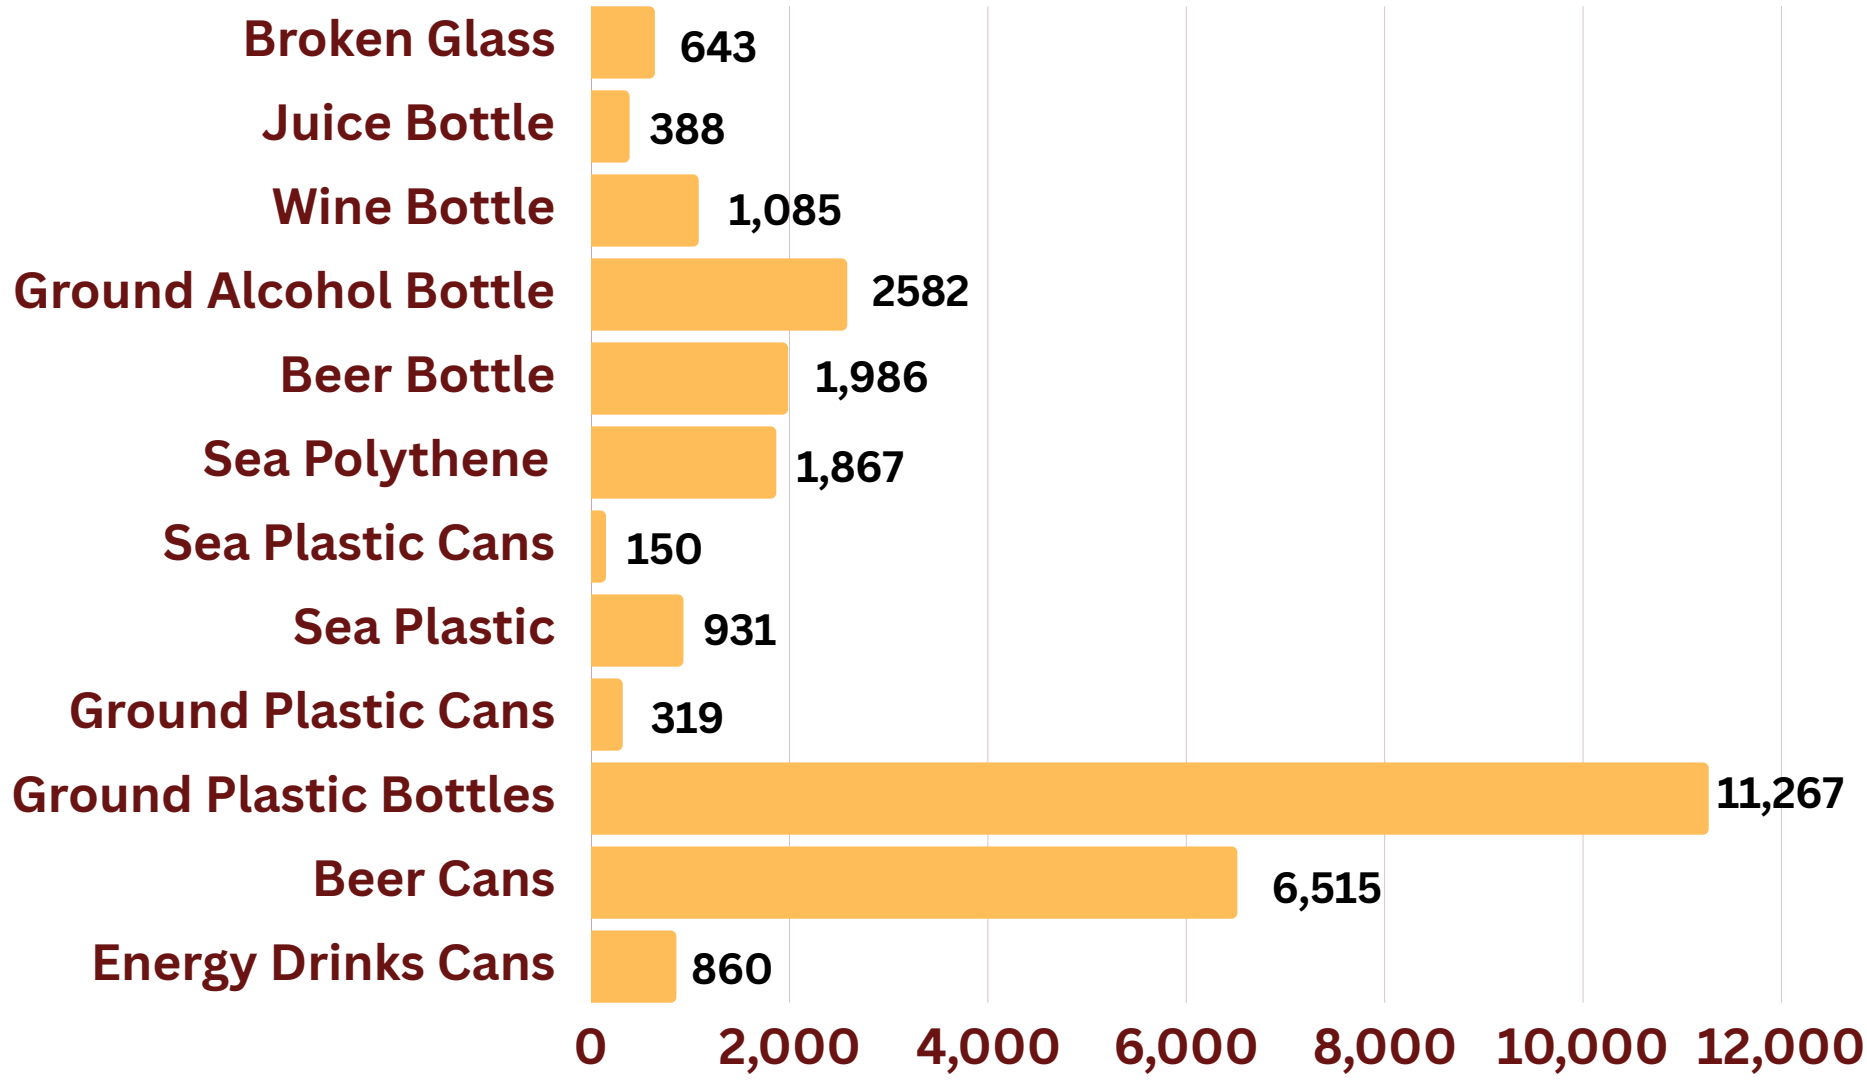 Broken Glass 643
Juice Bottle 388
Wine Bottle 1,085
Ground Alcohol Bottle 2582
Beer Bottle 1,986
Sea Polythene 1,867
Sea Plastic Cans 150
Sea Plastic 931
Ground Plastic Cans 319
Ground Plastic Bottles 11,267
Beer Cans 6,515
Energy Drinks Cans 860
0 2,000 4,000 6,000 8,000 10,000 12,000